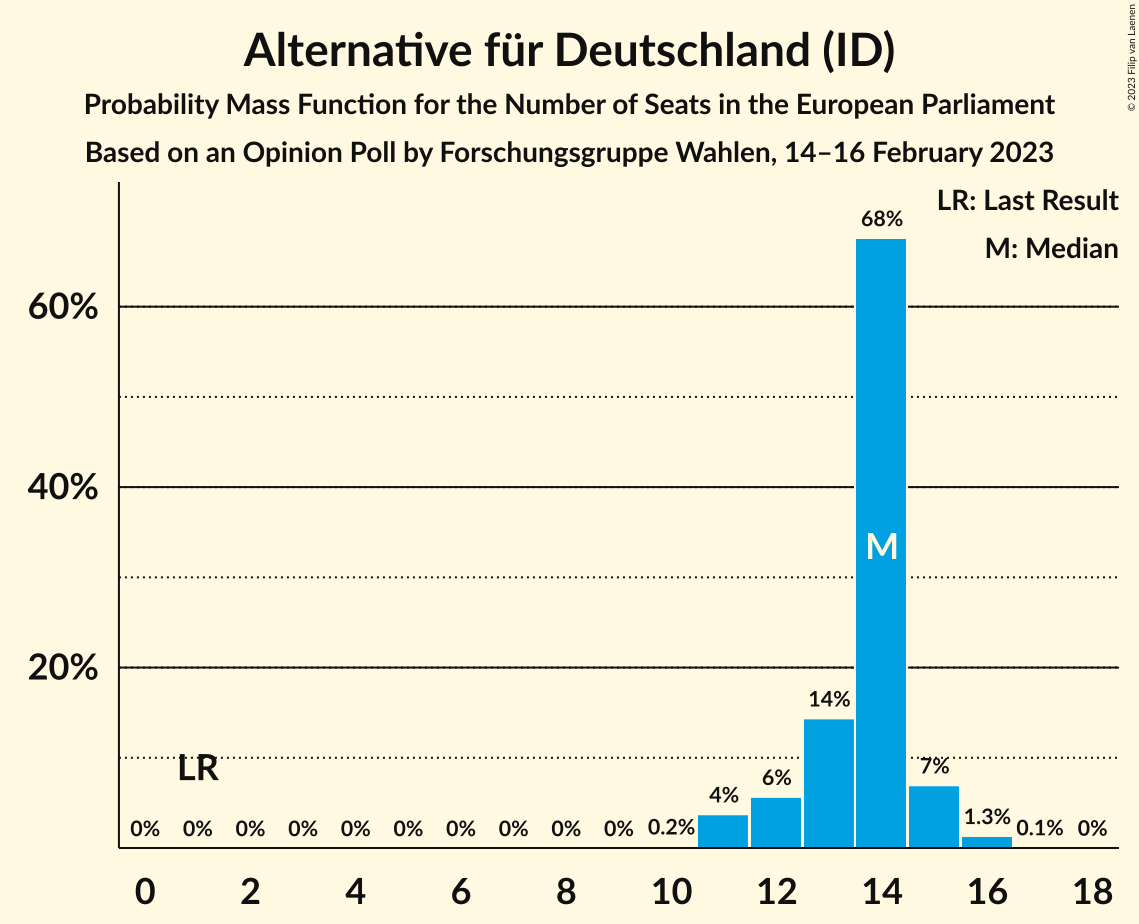 Alternative für Deutschland (ID)
Probability Mass Function for the Number of Seats in the European Parliament
Based on an Opinion Poll by Forschungsgruppe Wahlen, 14–16 February 2023
© 2023 Filip van Laenen
LR: Last Result
M: Median
68%
60%
40%
M
20%
14%
LR
7%
6%
4%
1.3%
0% 0% 0% 0% 0% 0% 0% 0% 0% 0% 0.2% 0.1% 0%
0 2 4 6 8 10 12 14 16 18